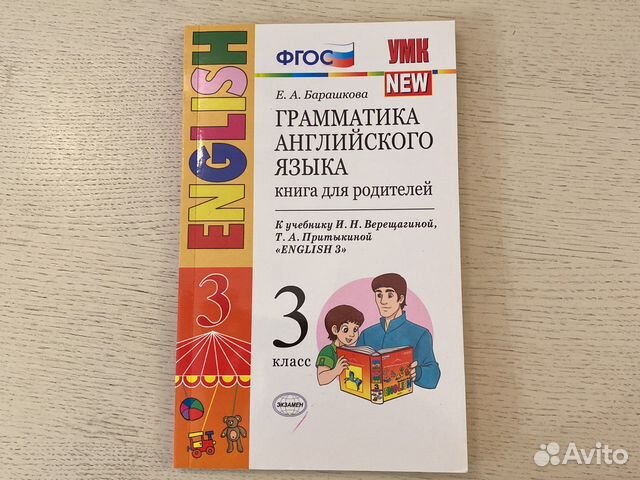 ENGLISH
ФГОС
УМК
NEW
Е. А. Барашкова
ГРАММАТИКА
АНГЛИЙСКОГО
ЯЗЫКА
книга для родителей
К учебнику И. Н. Верещагиной,
Т. А. Притыкиной
«ENGLISH 3»
3
3
класс
ENGLISH
ЭКЗАМЕН
Avito